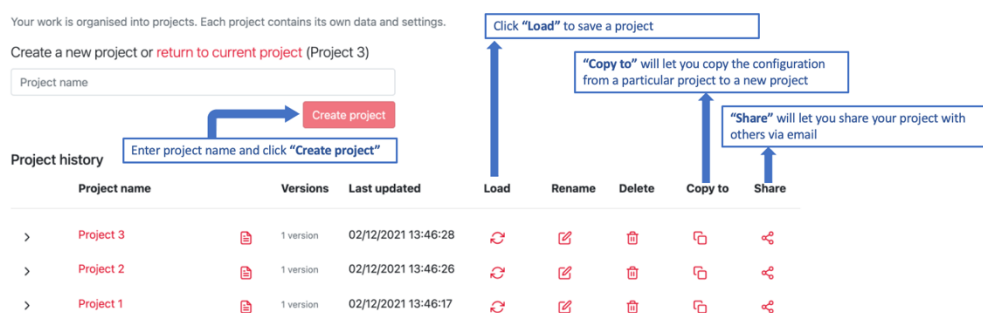 Your work is organised into projects. Each project contains its own data and settings.
Click “Load” to save a project
Create a new project or return to current project (Project 3)
“Copy to” will let you copy the configuration
from a particular project to a new project
Project name
“Share” will let you share your project with
others via email
Create project
Enter project name and click “Create project”
Project history
Project name Versions Last updated Load Rename Delete Copy to Share
Project 3 1 version 02/12/2021 13:46:28
Project 2 1 version 02/12/2021 13:46:26
Project 1 1 version 02/12/2021 13:46:17